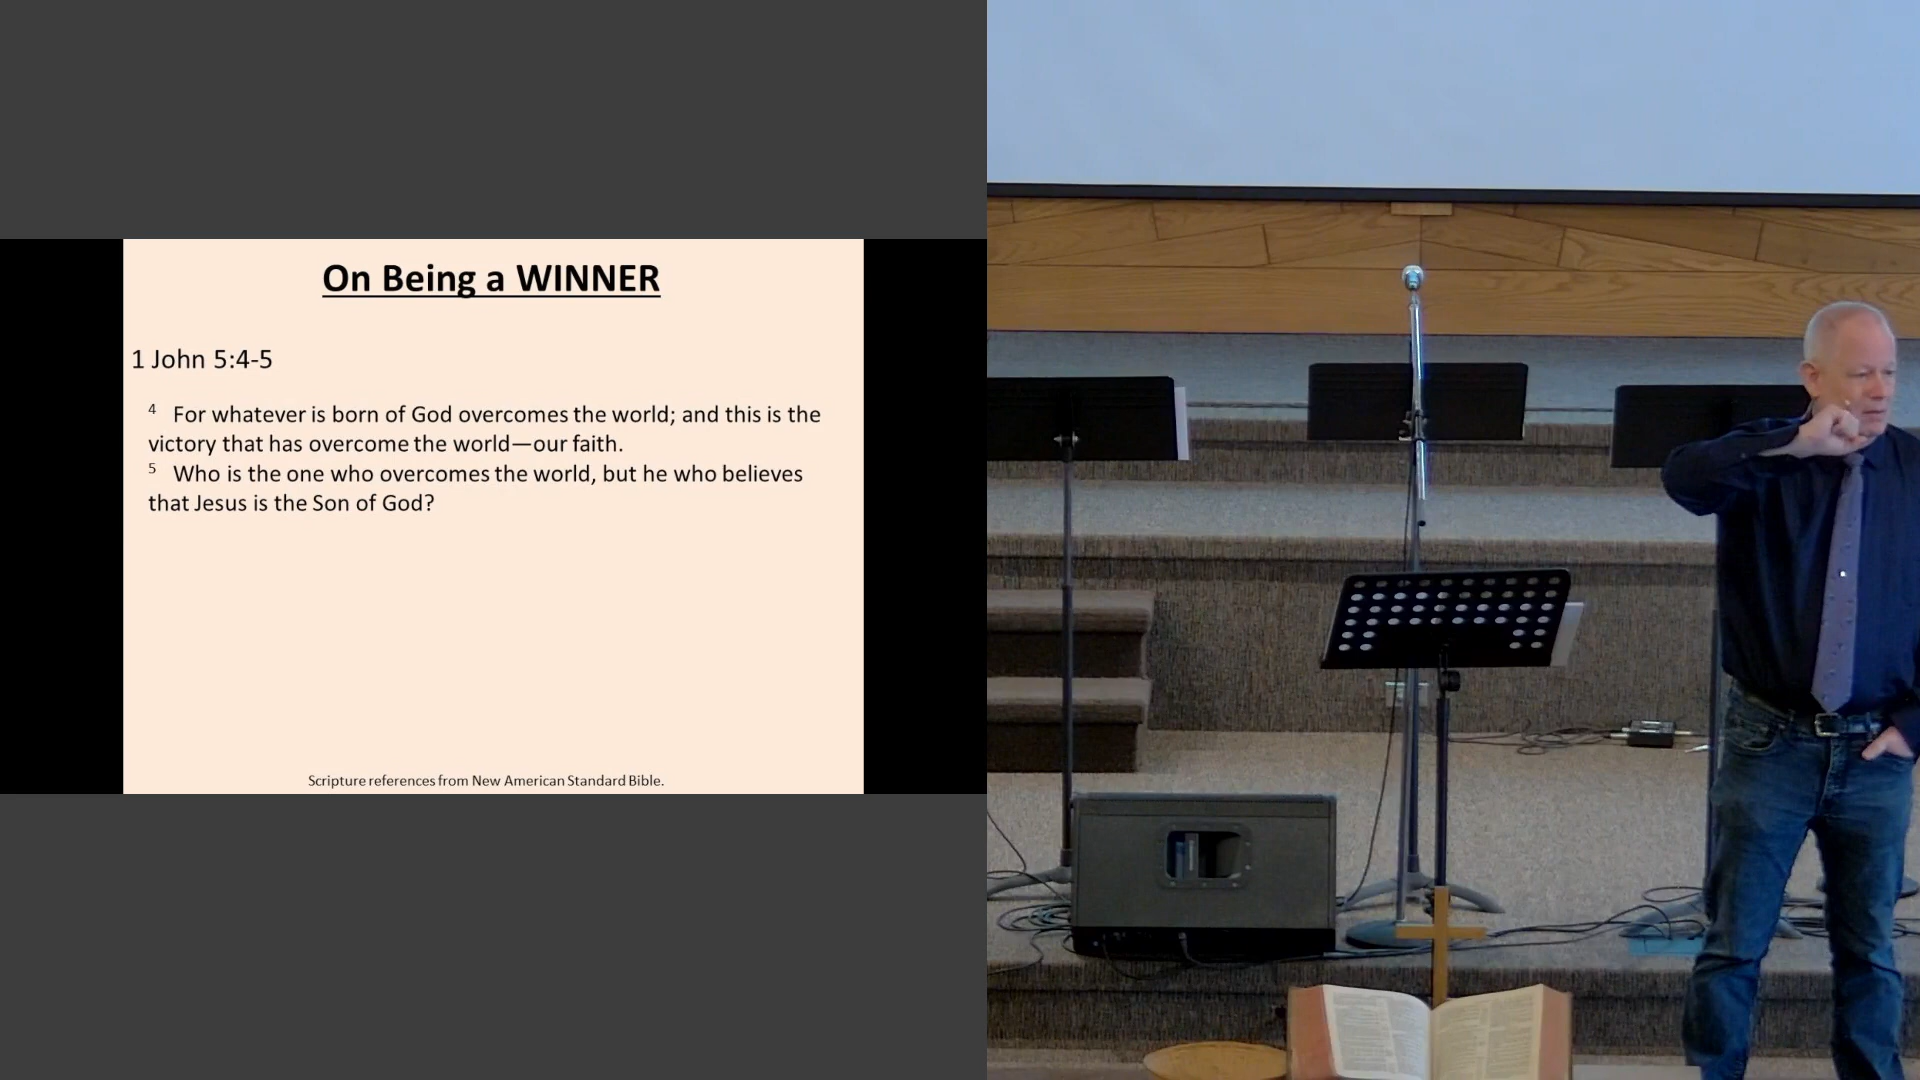 On Being a WINNER
1 John 5:4-5
4 For whatever is born of God overcomes the world; and this is the
victory that has overcome the world—our faith.
5 Who is the one who overcomes the world, but he who believes
that Jesus is the Son of God?
Scripture references from New American Standard Bible.